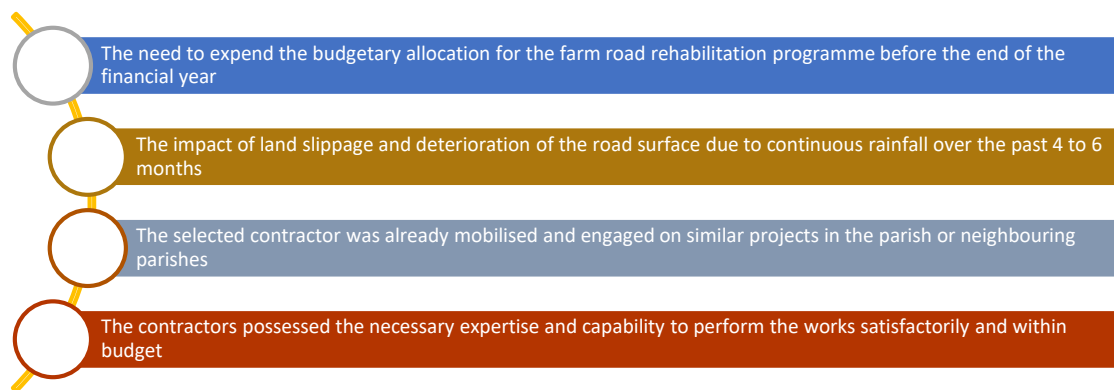 The need to expend the budgetary allocation for the farm road rehabilitation programme before the end of the
financial year
The impact of land slippage and deterioration of the road surface due to continuous rainfall over the past 4 to 6
months
The selected contractor was already mobilised and engaged on similar projects in the parish or neighbouring
parishes
The contractors possessed the necessary expertise and capability to perform the works satisfactorily and within
budget